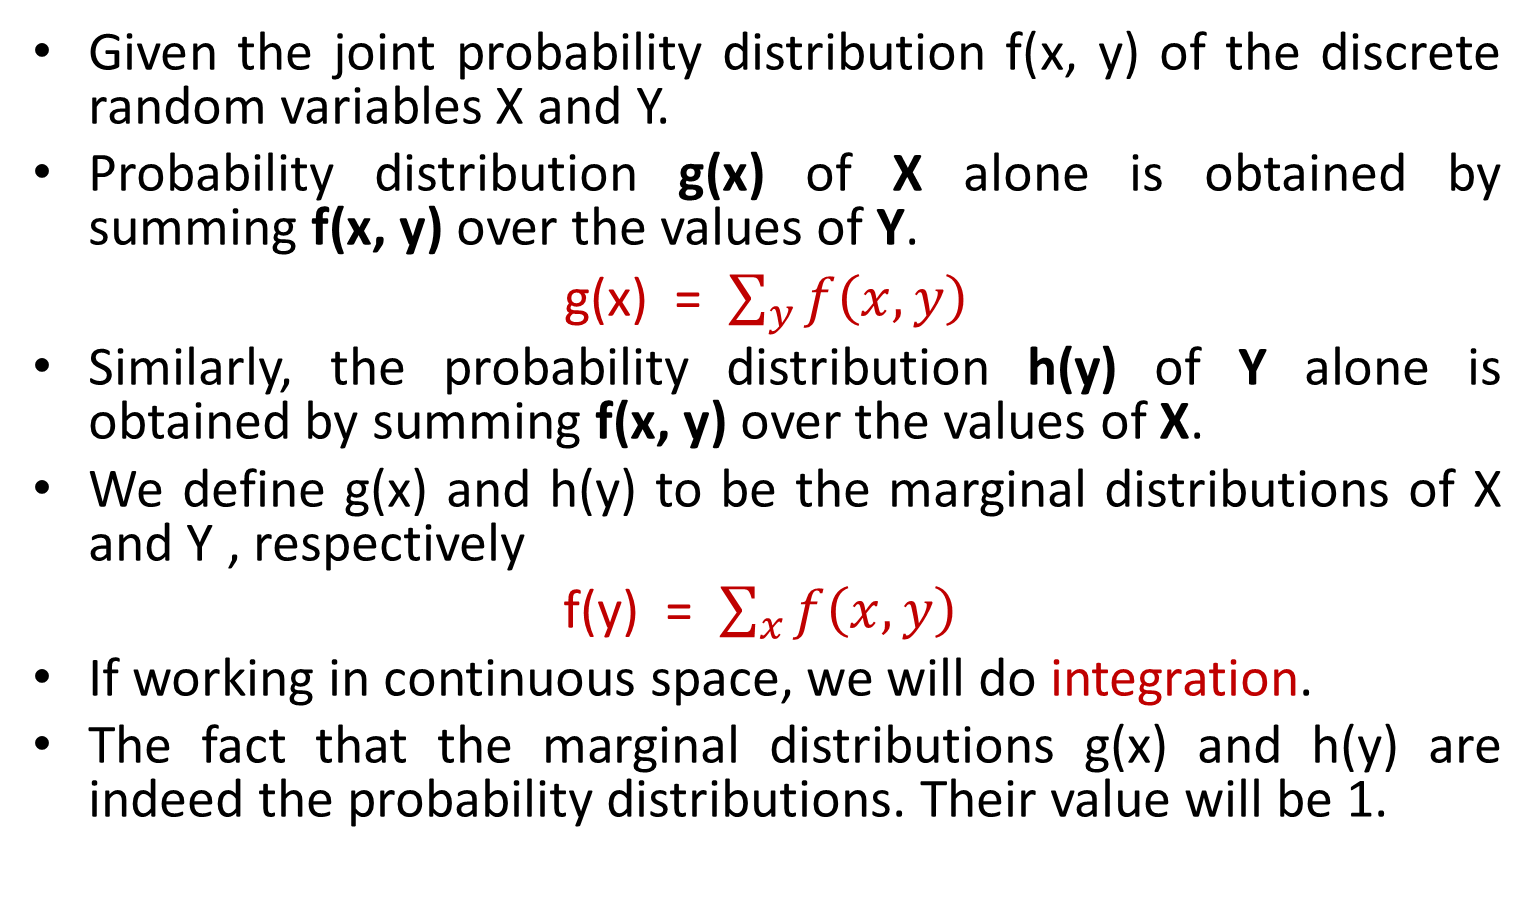 • Given the joint probability distribution f(x, y) of the discrete
random variables X and Y.
• Probability distribution g(x) of X alone is obtained by
summing f(x, y) over the values of Y.
g(x) = ∑_y f(x, y)
• Similarly, the probability distribution h(y) of Y alone is
obtained by summing f(x, y) over the values of X.
• We define g(x) and h(y) to be the marginal distributions of X
and Y , respectively
f(y) = ∑_x f(x, y)
• If working in continuous space, we will do integration.
• The fact that the marginal distributions g(x) and h(y) are
indeed the probability distributions. Their value will be 1.